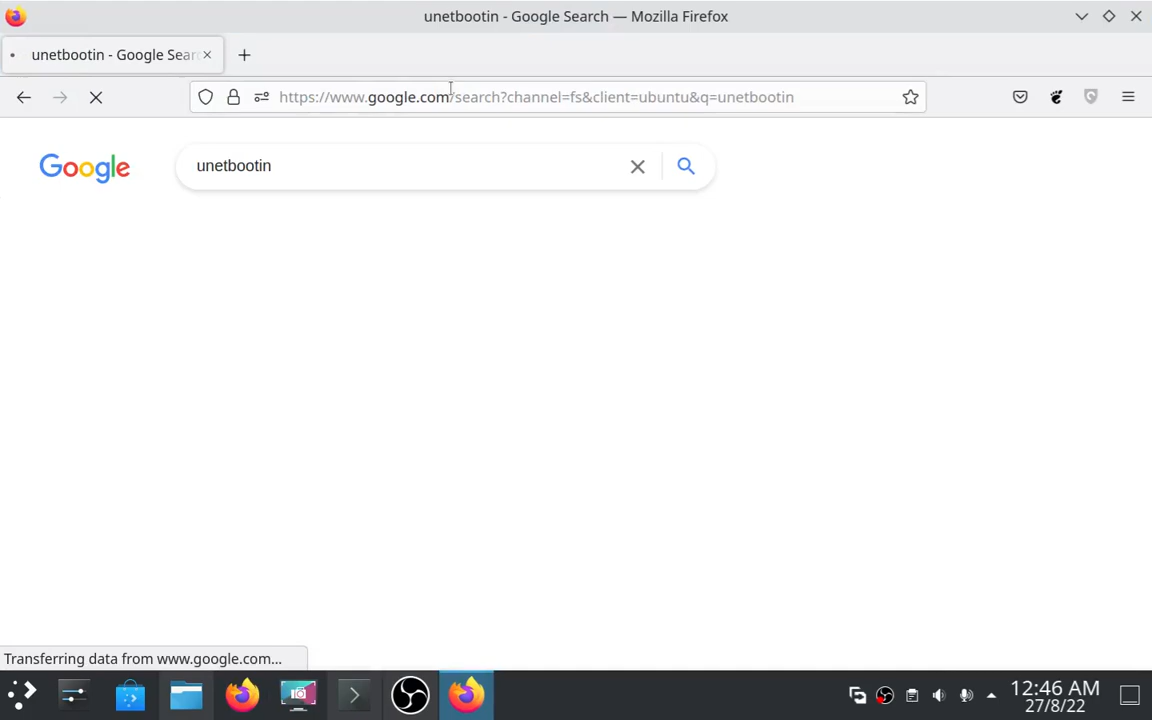 unetbootin - Google Search — Mozilla Firefox
unetbootin - Google Sear
https://www.google.com/search?channel=fs&client=ubuntu&q=unetbootin
Google
unetbootin
Transferring data from www.google.com...
12:46 AM
27/8/22